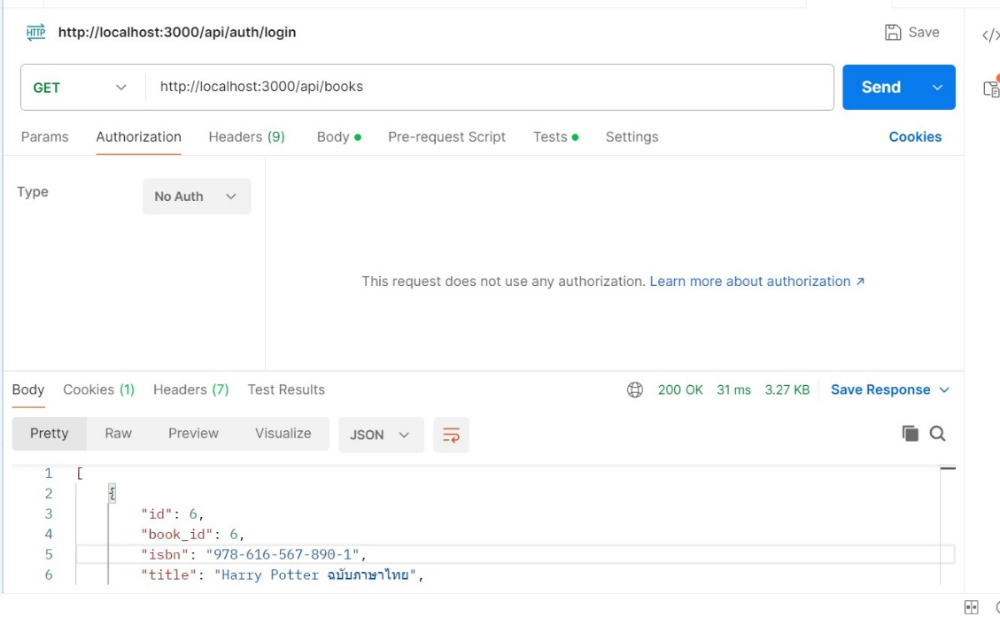 HTTP http://localhost:3000/api/auth/login Save
GET http://localhost:3000/api/books Send
Params Authorization Headers (9) Body Pre-request Script Tests Settings Cookies
Type No Auth
This request does not use any authorization. Learn more about authorization ↗
Body Cookies (1) Headers (7) Test Results 200 OK 31 ms 3.27 KB Save Response
Pretty Raw Preview Visualize JSON
1 [
2 {
3 "id": 6,
4 "book_id": 6,
5 "isbn": "978-616-567-890-1",
6 "title": "Harry Potter ฉบับภาษาไทย",